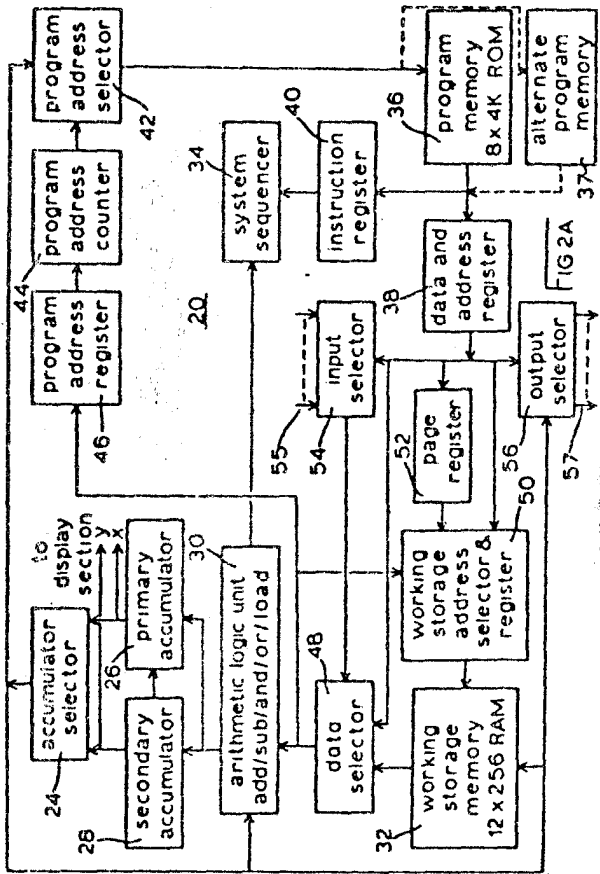 to
display
section
y
x
accumulator
selector
24
secondary
accumulator
28
primary
accumulator
26
arithmetic logic unit
add/sub/and/or/load
30
program
address
register
46
program
address
counter
44
program
address
selector
42
20
system
sequencer
34
instruction
register
40
program
memory
8x 4K ROM
36
alternate
program
memory
37
data and
address
register
38
data
selector
48
input
selector
54
55
page
register
52
working
storage
memory
12 x 256 RAM
32
working
storage
address
selector &
register
50
output
selector
56
57
FIG 2A